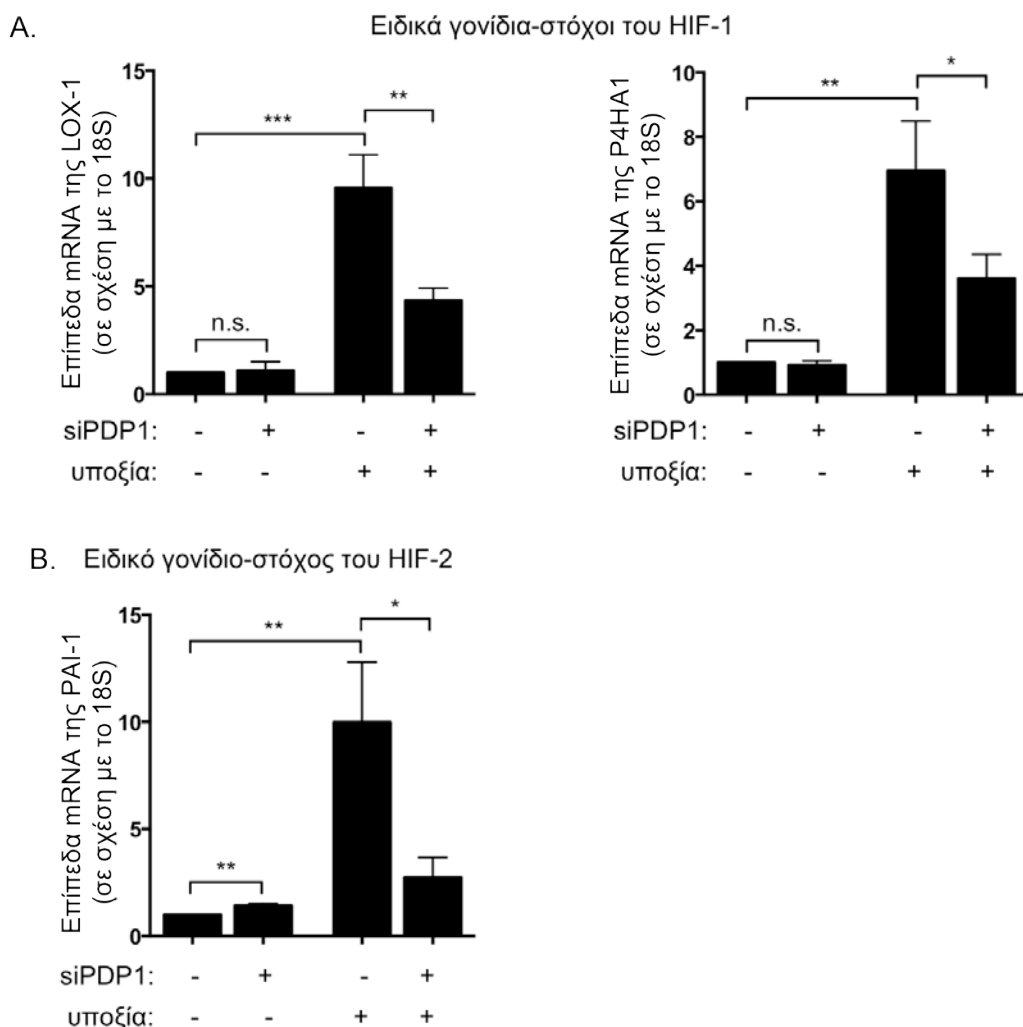 A.
Ειδικά γονίδια-στόχοι του HIF-1
Επίπεδα mRNA της LOX-1
(σε σχέση με το 18S)
15
10
5
0
n.s.
***
**
siPDP1: - + - +
υποξία: - - + +
Επίπεδα mRNA της P4HA1
(σε σχέση με το 18S)
10
8
6
4
2
0
n.s.
**
*
siPDP1: - + - +
υποξία: - - + +
B. Ειδικό γονίδιο-στόχος του HIF-2
Επίπεδα mRNA της PAI-1
(σε σχέση με το 18S)
15
10
5
0
**
**
*
siPDP1: - + - +
υποξία: - - + +